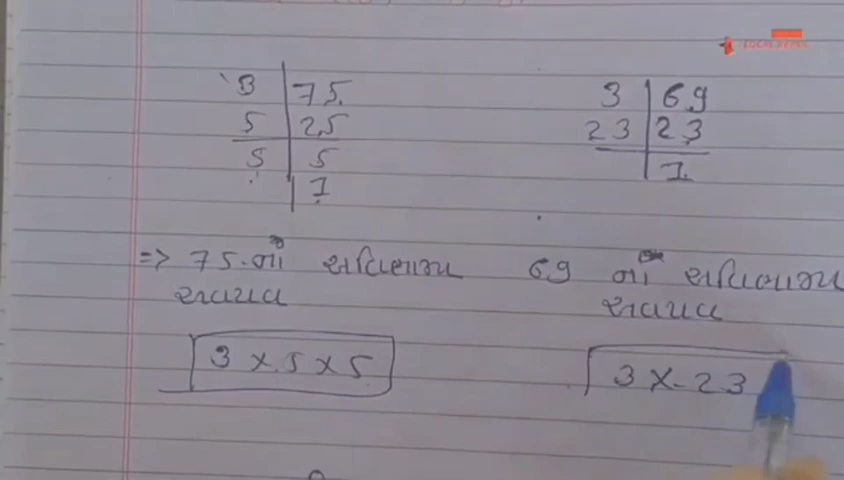 3 | 75
5 | 25
5 | 5
| 1
3 | 69
23 | 23
| 1
=> 75 નાં અવિભાજ્ય
અવયવ
3 × 5 × 5
69 નાં અવિભાજ્ય
અવયવ
3 × 23